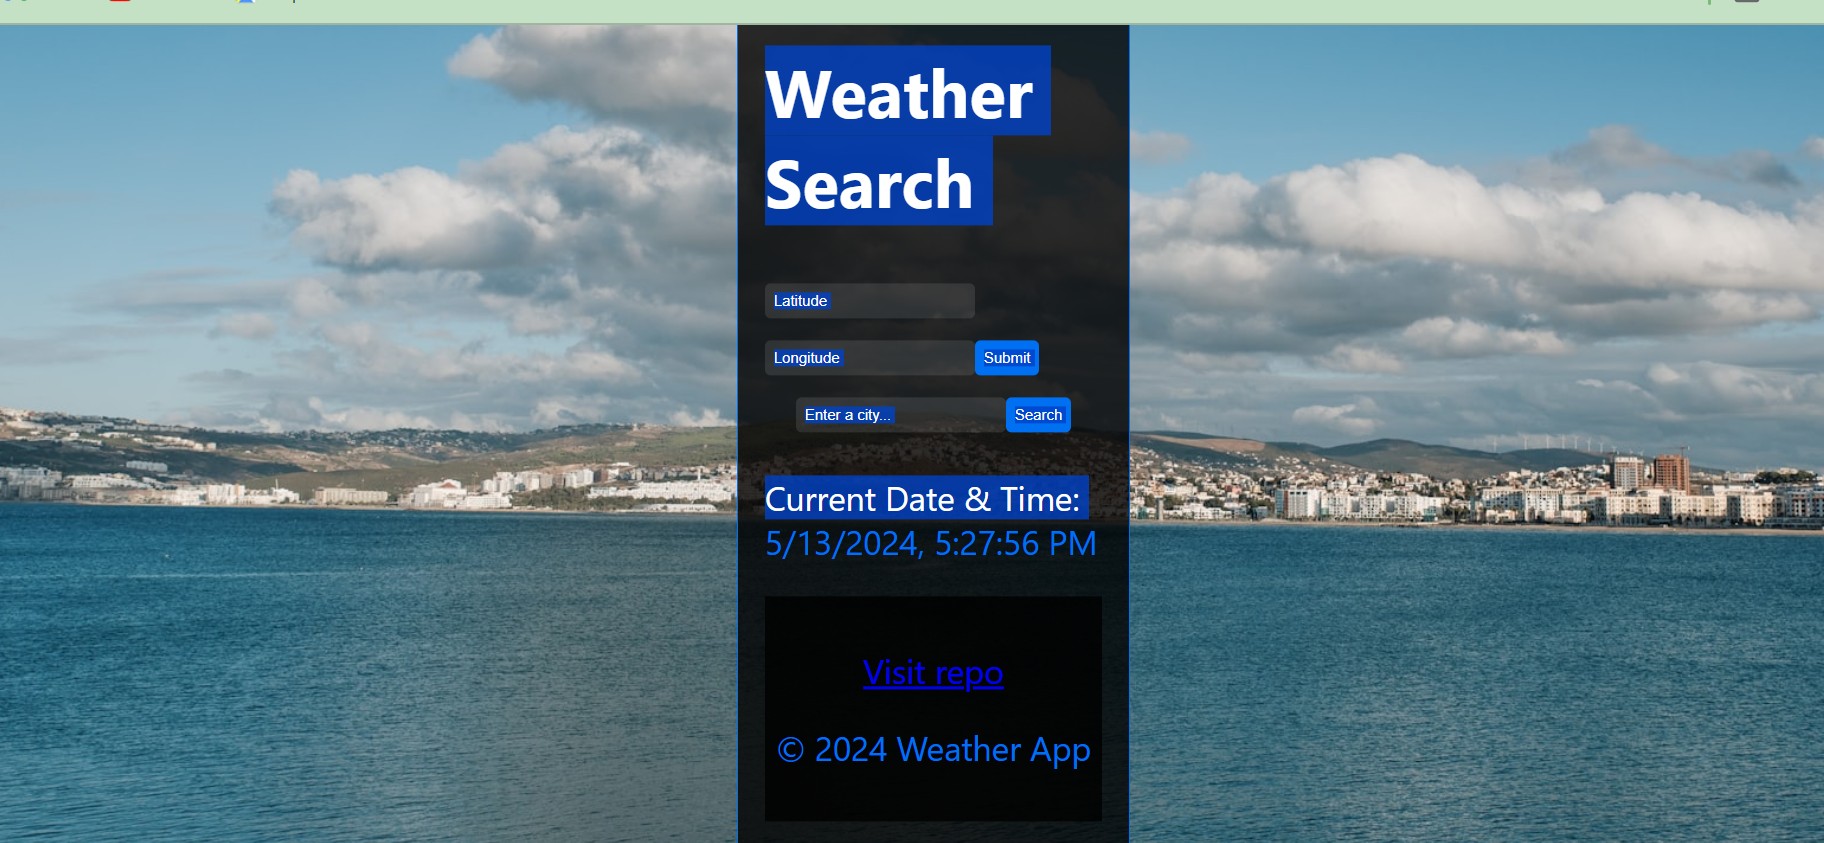 Weather
Search
Latitude
Longitude Submit
Enter a city... Search
Current Date & Time:
5/13/2024, 5:27:56 PM
Visit repo
© 2024 Weather App